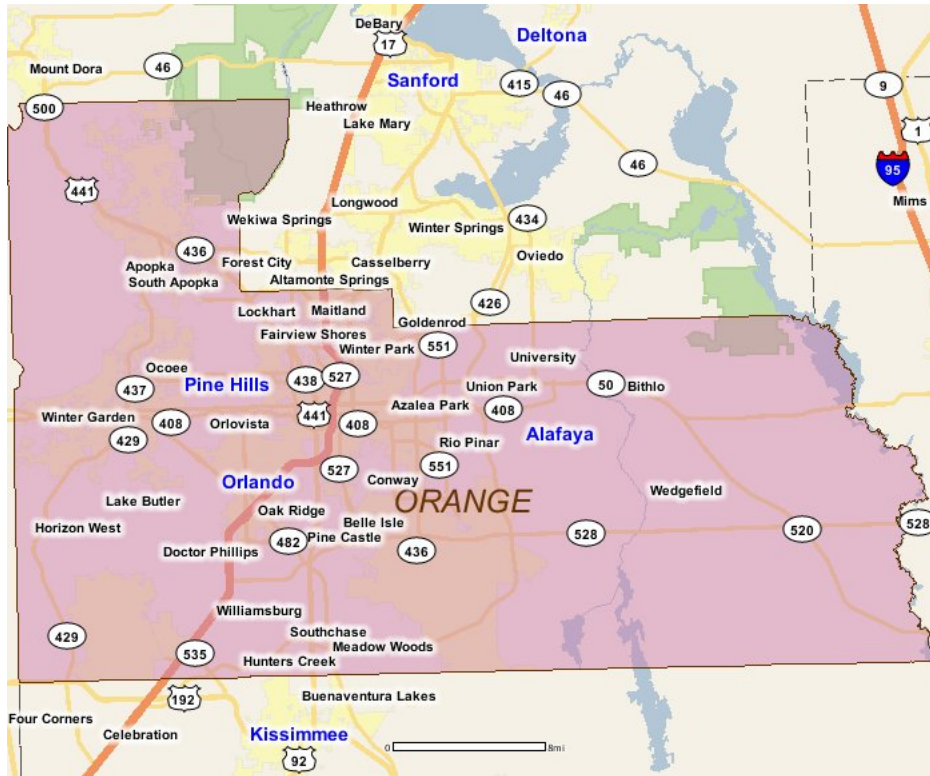 DeBary
17
Deltona
Mount Dora
46
Sanford
415
46
9
500
Heathrow
Lake Mary
1
46
95
441
Mims
Longwood
Wekiwa Springs
Winter Springs
434
436
Oviedo
Apopka
Forest City
Casselberry
South Apopka
Altamonte Springs
426
Lockhart
Maitland
Goldenrod
Fairview Shores
551
Winter Park
University
Ocoee
437
Pine Hills
438
527
Union Park
50
Bithlo
Winter Garden
408
Orlovista
441
408
Azalea Park
408
429
Rio Pinar
Alafaya
527
551
Orlando
Conway
Wedgefield
Lake Butler
ORANGE
Horizon West
Oak Ridge
Belle Isle
482
Pine Castle
528
520
528
Doctor Phillips
436
Williamsburg
429
Southchase
535
Meadow Woods
Hunters Creek
192
Buenaventura Lakes
Four Corners
Celebration
Kissimmee
92
0
8mi